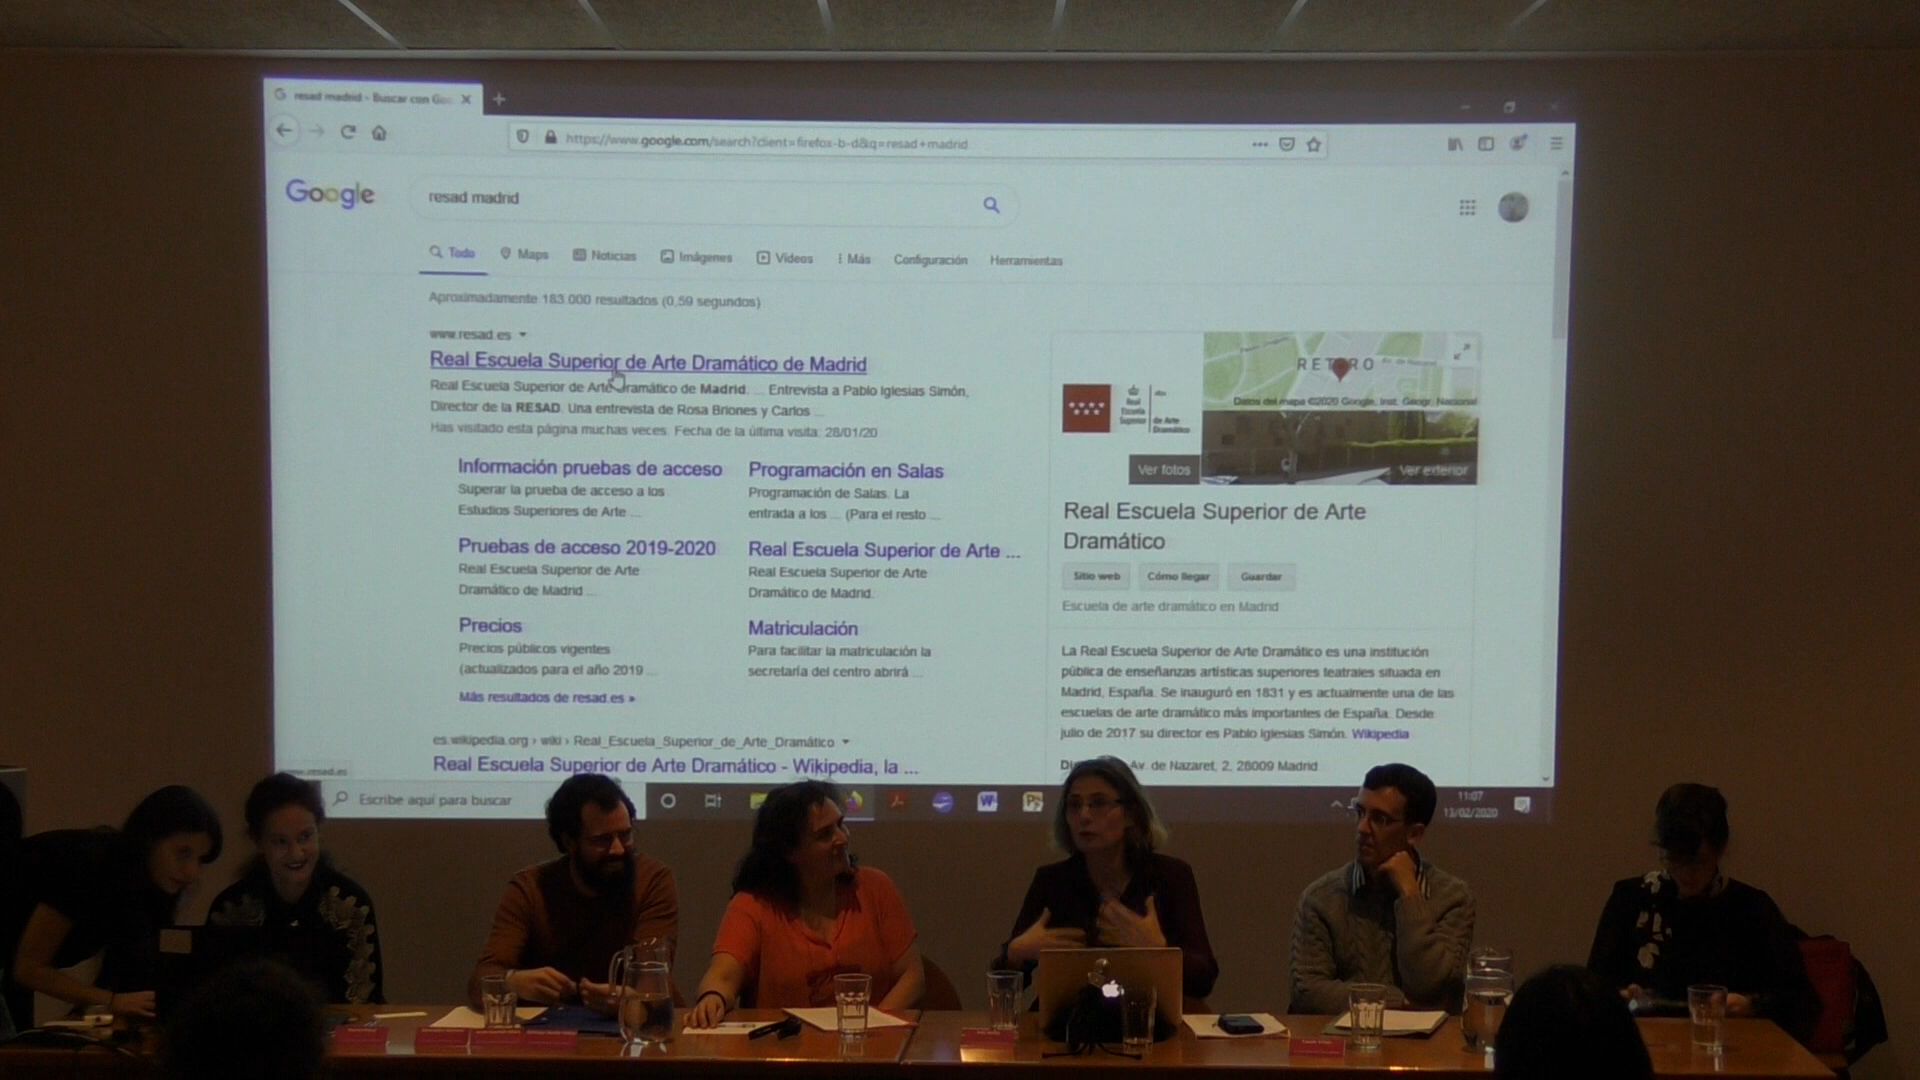 resad madrid - Buscar con Goo
https://www.google.com/search?client=firefox-b-d&q=resad+madrid
Google
resad madrid
Todo
Maps
Noticias
Imágenes
Vídeos
Más
Configuración
Herramientas
Aproximadamente 183.000 resultados (0,59 segundos)
www.resad.es
Real Escuela Superior de Arte Dramático de Madrid
Real Escuela Superior de Arte Dramático de Madrid. ... Entrevista a Pablo Iglesias Simón,
Director de la RESAD. Una entrevista de Rosa Briones y Carlos ...
Has visitado esta página muchas veces. Fecha de la última visita: 28/01/20
Información pruebas de acceso
Superar la prueba de acceso a los
Estudios Superiores de Arte ...
Programación en Salas
Programación de Salas. La
entrada a los ... (Para el resto ...
Pruebas de acceso 2019-2020
Real Escuela Superior de Arte
Dramático de Madrid ...
Real Escuela Superior de Arte ...
Real Escuela Superior de Arte
Dramático de Madrid.
Precios
Precios públicos vigentes
(actualizados para el año 2019 ...
Matriculación
Para facilitar la matriculación la
secretaría del centro abrirá ...
Más resultados de resad.es »
es.wikipedia.org › wiki › Real_Escuela_Superior_de_Arte_Dramático
Real Escuela Superior de Arte Dramático - Wikipedia, la ...
www.resad.es
RETIRO
Datos del mapa ©2020 Google, Inst. Geogr. Nacional
Real
Escuela
Superior
de Arte
Dramático
Ver fotos
Ver exterior
Real Escuela Superior de Arte
Dramático
Sitio web
Cómo llegar
Guardar
Escuela de arte dramático en Madrid
La Real Escuela Superior de Arte Dramático es una institución
pública de enseñanzas artísticas superiores teatrales situada en
Madrid, España. Se inauguró en 1831 y es actualmente una de las
escuelas de arte dramático más importantes de España. Desde
julio de 2017 su director es Pablo Iglesias Simón. Wikipedia
Av. de Nazaret, 2, 28009 Madrid
Escribe aquí para buscar
11:07
13/02/2020